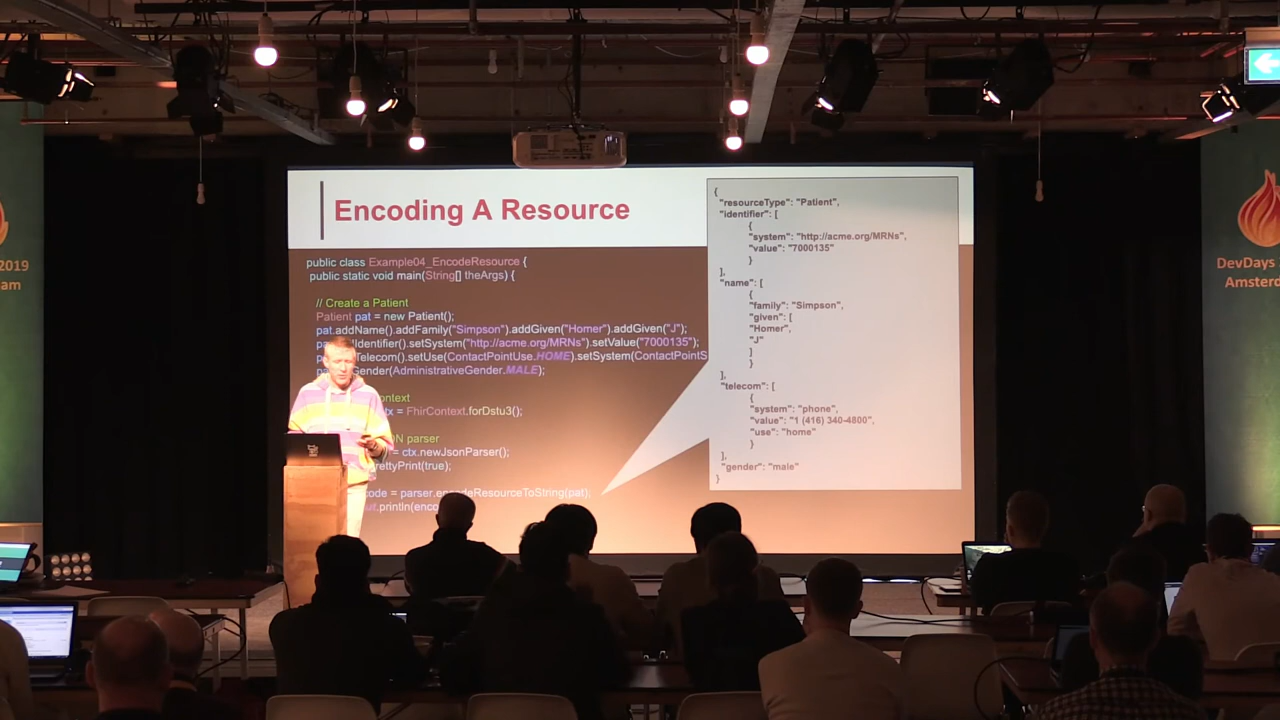 Encoding A Resource
public class Example04_EncodeResource {
public static void main(String[] theArgs) {
// Create a Patient
Patient pat = new Patient();
pat.addName().addFamily("Simpson").addGiven("Homer").addGiven("J");
Identifier().setSystem("http://acme.org/MRNs").setValue("7000135");
Telecom().setUse(ContactPointUse.HOME).setSystem(ContactPointS
Gender(AdministrativeGender.MALE);
= FhirContext.forDstu3();
parser
= ctx.newJsonParser();
PrettyPrint(true);
code = parser.encodeResourceToString(pat);
.println(enco
{
"resourceType": "Patient",
"identifier": [
{
"system": "http://acme.org/MRNs",
"value": "7000135"
}
],
"name": [
{
"family": "Simpson",
"given": [
"Homer",
"J"
]
}
],
"telecom": [
{
"system": "phone",
"value": "1 (416) 340-4800",
"use": "home"
}
],
"gender": "male"
}
2019
DevDays